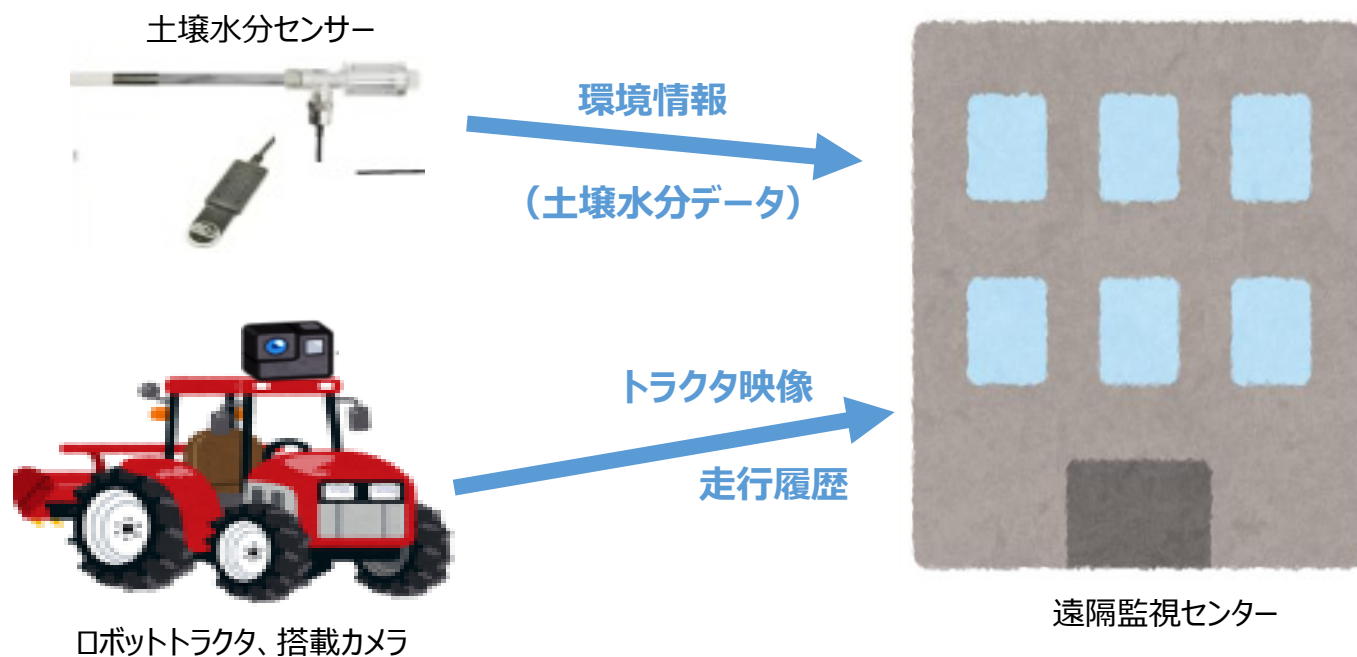 土壌水分センサー
環境情報
（土壌水分データ）
トラクタ映像
走行履歴
ロボットトラクタ、搭載カメラ
遠隔監視センター